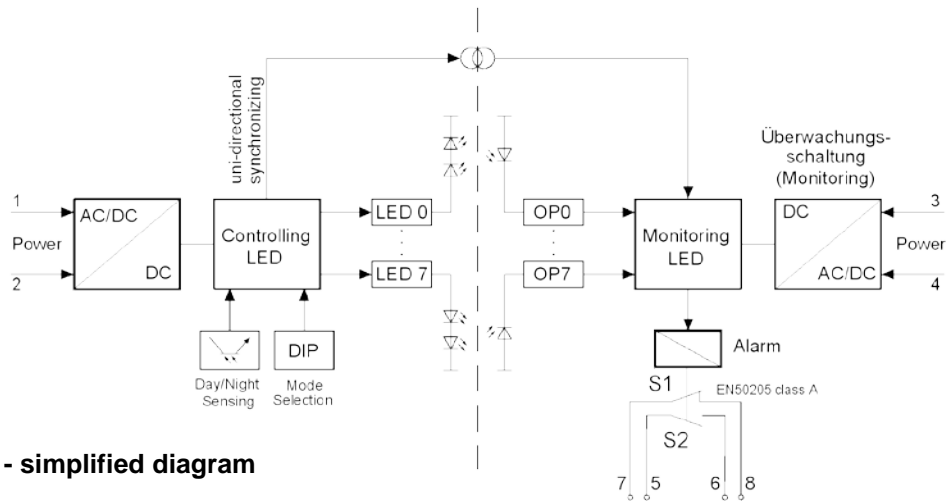 uni-directional
synchronizing
Überwachungs-
schaltung
(Monitoring)
1
AC/DC
Power
DC
2
Controlling
LED
LED 0
LED 7
OP0
OP7
Monitoring
LED
DC
3
Power
AC/DC
4
DIP
Day/Night
Sensing
Mode
Selection
Alarm
S1
EN50205 class A
S2
- simplified diagram
7 5 6 8